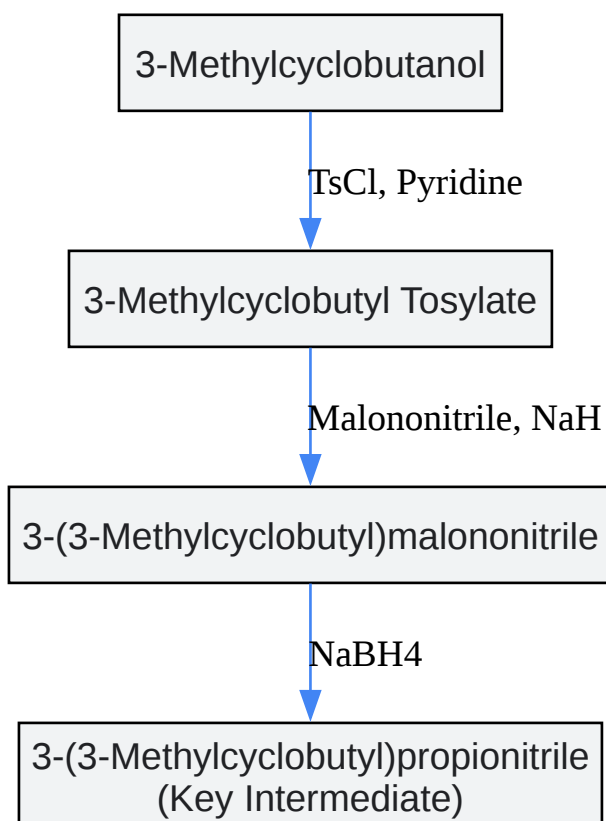 3-Methylcyclobutanol
TsCl, Pyridine
3-Methylcyclobutyl Tosylate
Malononitrile, NaH
3-(3-Methylcyclobutyl)malononitrile
NaBH4
3-(3-Methylcyclobutyl)propionitrile
(Key Intermediate)